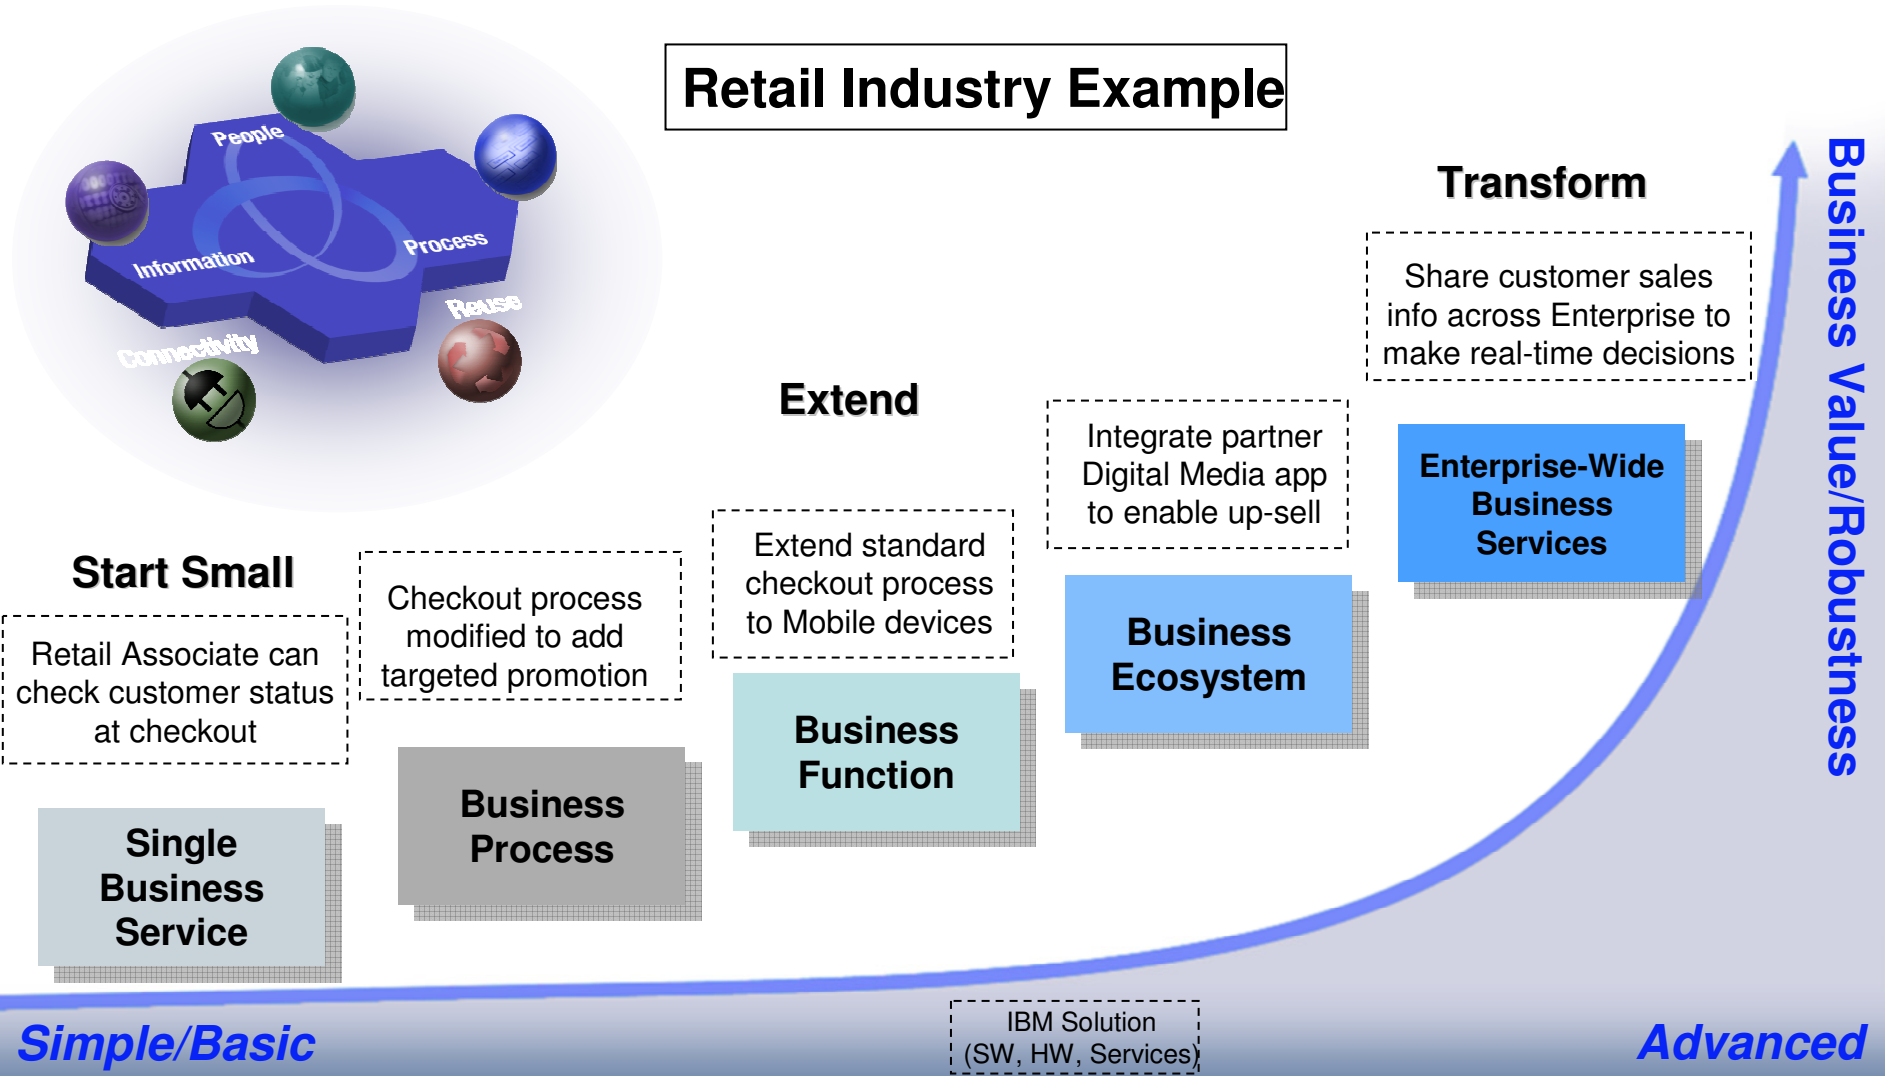 Retail Industry Example
People
Information
Process
Connectivity
Reuse
Start Small
Retail Associate can
check customer status
at checkout
Single
Business
Service
Checkout process
modified to add
targeted promotion
Business
Process
Extend
Extend standard
checkout process
to Mobile devices
Business
Function
Integrate partner
Digital Media app
to enable up-sell
Business
Ecosystem
Transform
Share customer sales
info across Enterprise to
make real-time decisions
Enterprise-Wide
Business
Services
Business Value/Robustness
Simple/Basic
IBM Solution
(SW, HW, Services)
Advanced